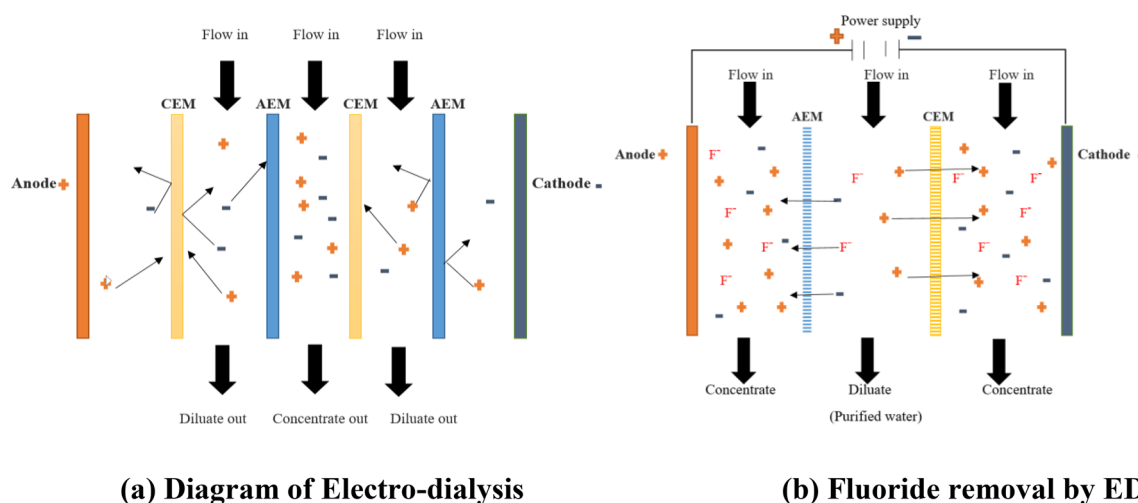 Flow in
Flow in
Flow in
CEM
AEM
CEM
AEM
Anode
Cathode
Diluate out
Concentrate out
Diluate out
(a) Diagram of Electro-dialysis
Power supply
Flow in
Flow in
Flow in
AEM
CEM
Anode
Cathode
F-
F-
F-
F-
F-
F-
F-
F-
F-
F-
F-
F-
Concentrate
Diluate
Concentrate
(Purified water)
(b) Fluoride removal by ED